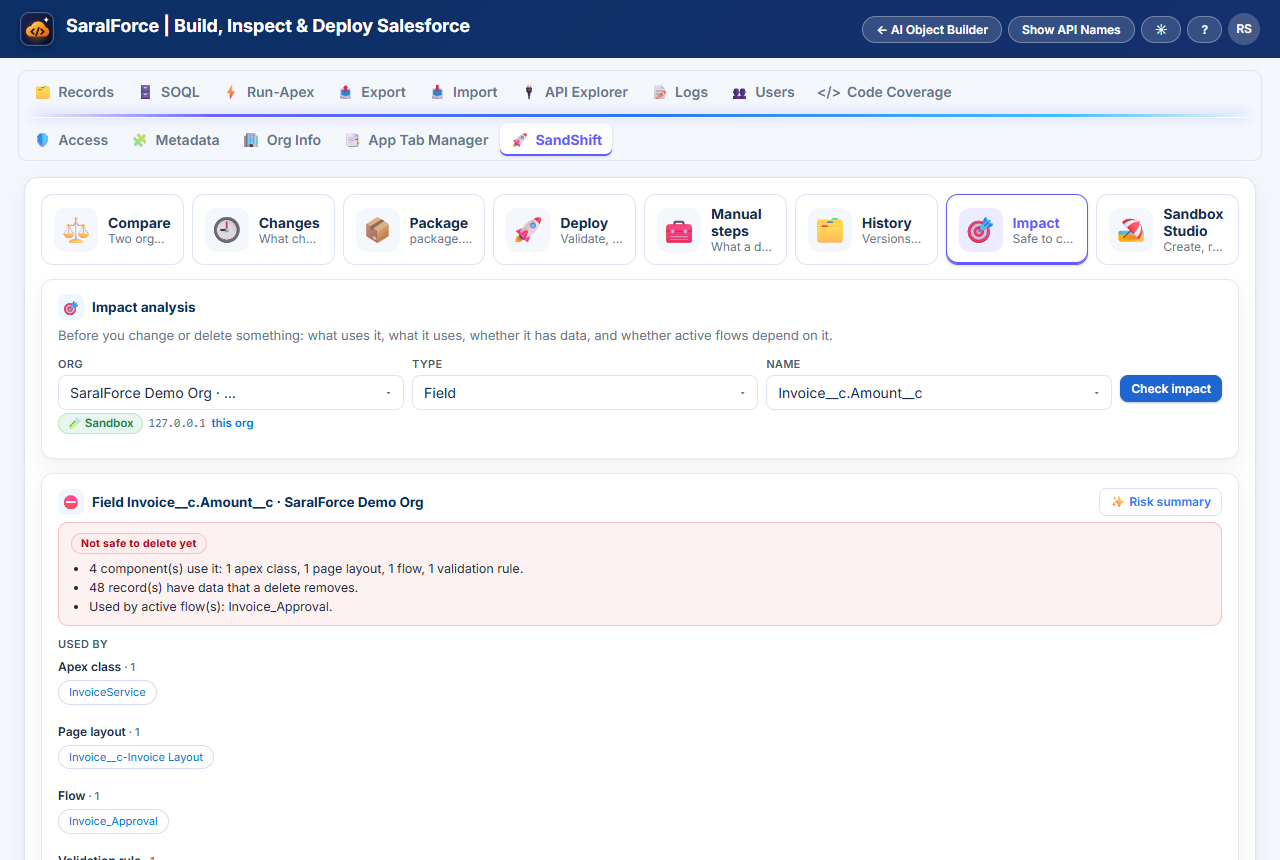 SaralForce | Build, Inspect & Deploy Salesforce
← AI Object Builder
Show API Names
?
RS
Records
SOQL
Run-Apex
Export
Import
API Explorer
Logs
Users
</> Code Coverage
Access
Metadata
Org Info
App Tab Manager
SandShift
Compare
Two org...
Changes
What ch...
Package
package....
Deploy
Validate, ...
Manual
steps
What a d...
History
Versions...
Impact
Safe to c...
Sandbox
Studio
Create, r...
Impact analysis
Before you change or delete something: what uses it, what it uses, whether it has data, and whether active flows depend on it.
ORG
TYPE
NAME
SaralForce Demo Org · ...
Field
Invoice__c.Amount__c
Check impact
Sandbox
127.0.0.1
this org
Field Invoice__c.Amount__c · SaralForce Demo Org
Risk summary
Not safe to delete yet
• 4 component(s) use it: 1 apex class, 1 page layout, 1 flow, 1 validation rule.
• 48 record(s) have data that a delete removes.
• Used by active flow(s): Invoice_Approval.
USED BY
Apex class · 1
InvoiceService
Page layout · 1
Invoice__c-Invoice Layout
Flow · 1
Invoice_Approval
Validation rule · 1